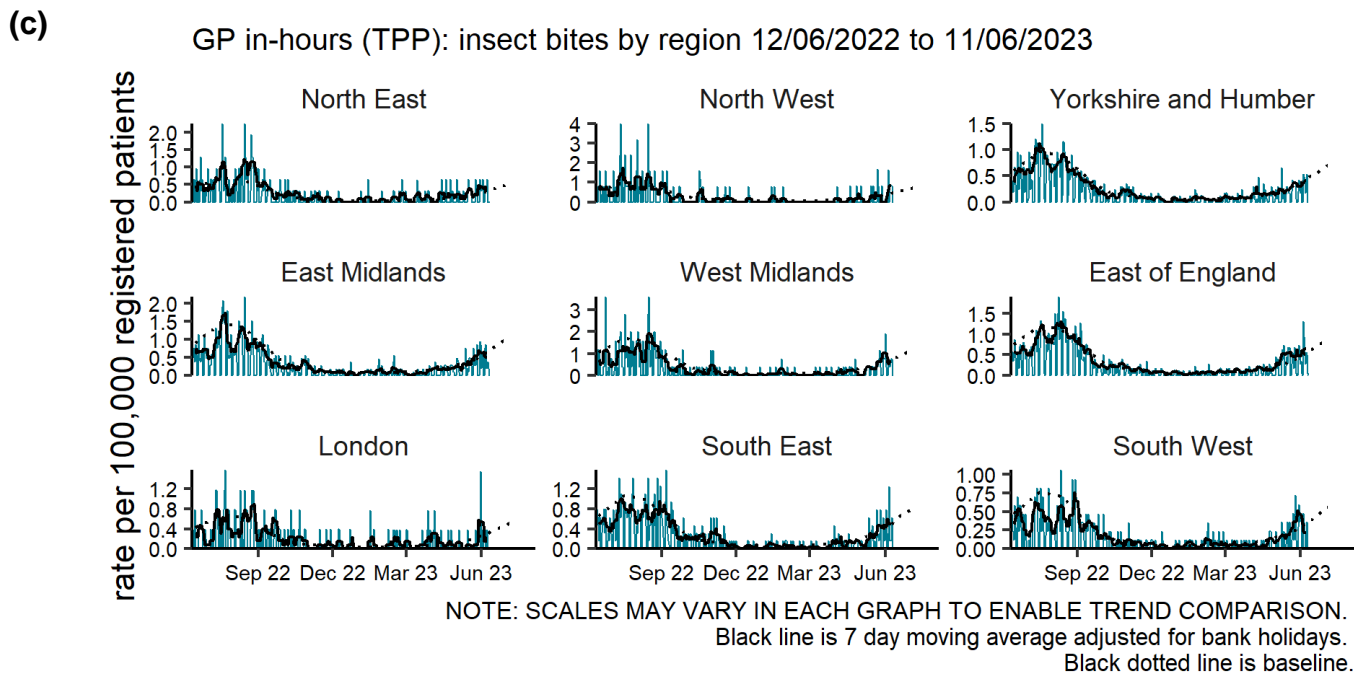 (c)
GP in-hours (TPP): insect bites by region 12/06/2022 to 11/06/2023
rate per 100,000 registered patients
North East
2.0
1.5
1.0
0.5
0.0
North West
4
3
2
1
0
Yorkshire and Humber
1.5
1.0
0.5
0.0
East Midlands
2.0
1.5
1.0
0.5
0.0
West Midlands
3
2
1
0
East of England
1.5
1.0
0.5
0.0
London
1.2
0.8
0.4
0.0
Sep 22 Dec 22 Mar 23 Jun 23
South East
1.2
0.8
0.4
0.0
Sep 22 Dec 22 Mar 23 Jun 23
South West
1.00
0.75
0.50
0.25
0.00
Sep 22 Dec 22 Mar 23 Jun 23
NOTE: SCALES MAY VARY IN EACH GRAPH TO ENABLE TREND COMPARISON.
Black line is 7 day moving average adjusted for bank holidays.
Black dotted line is baseline.